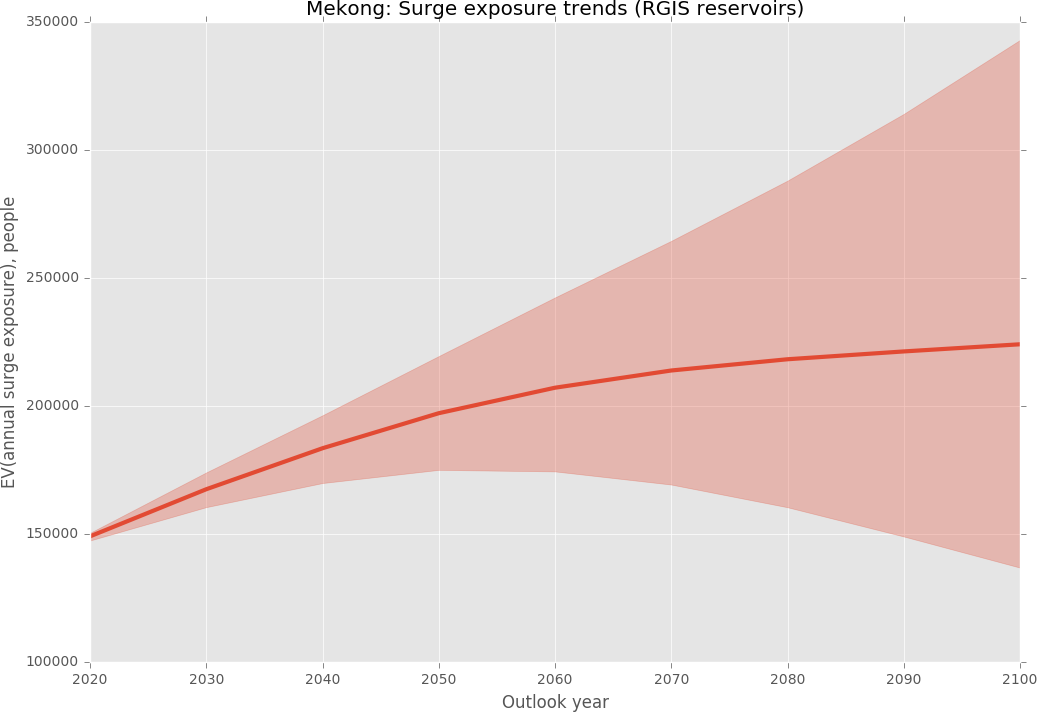 Mekong: Surge exposure trends (RGIS reservoirs)
350000
300000
250000
200000
150000
100000
EV(annual surge exposure), people
2020 2030 2040 2050 2060 2070 2080 2090 2100
Outlook year